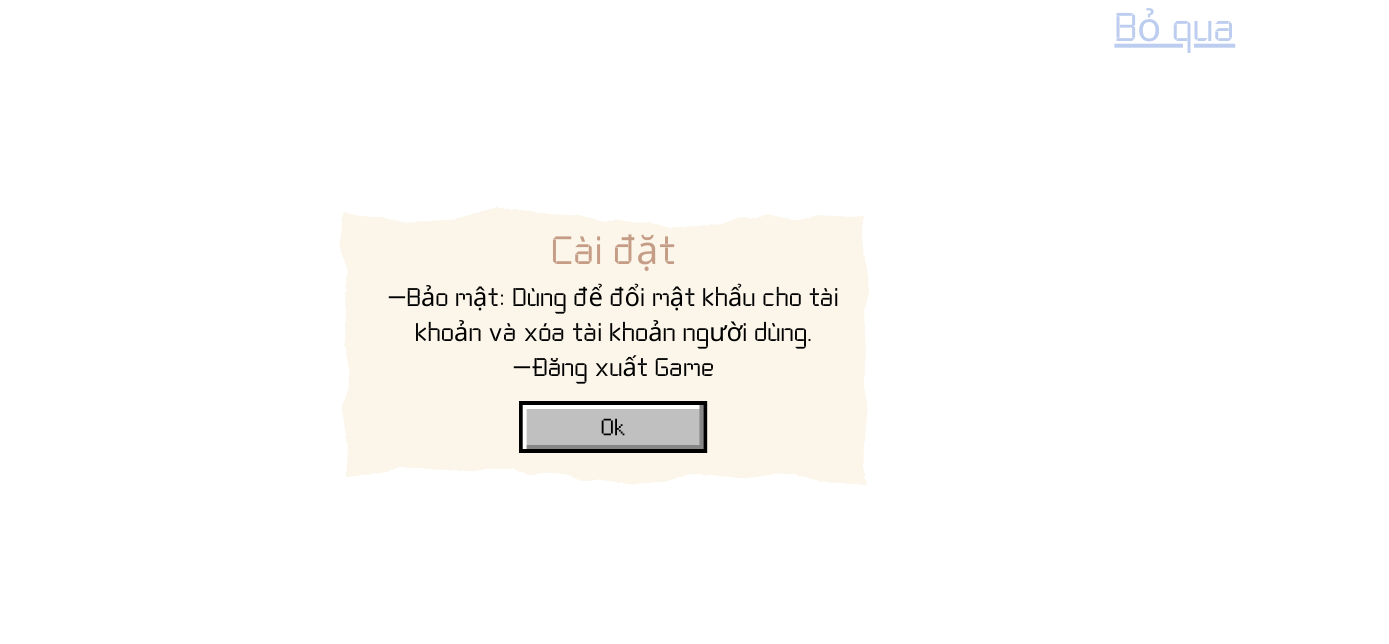 Bỏ qua
Cài đặt
–Bảo mật: Dùng để đổi mật khẩu cho tài
khoản và xóa tài khoản người dùng.
–Đăng xuất Game
Ok